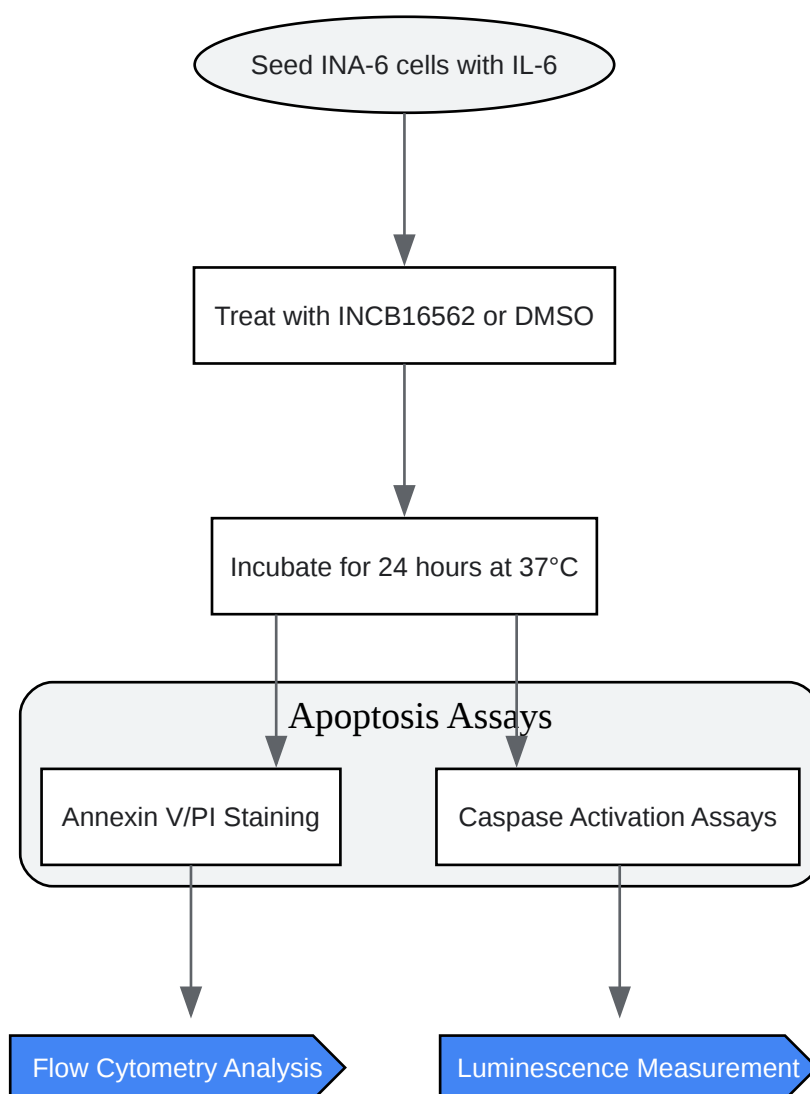 Seed INA-6 cells with IL-6
Treat with INCB16562 or DMSO
Incubate for 24 hours at 37°C
Apoptosis Assays
Annexin V/PI Staining
Caspase Activation Assays
Flow Cytometry Analysis
Luminescence Measurement